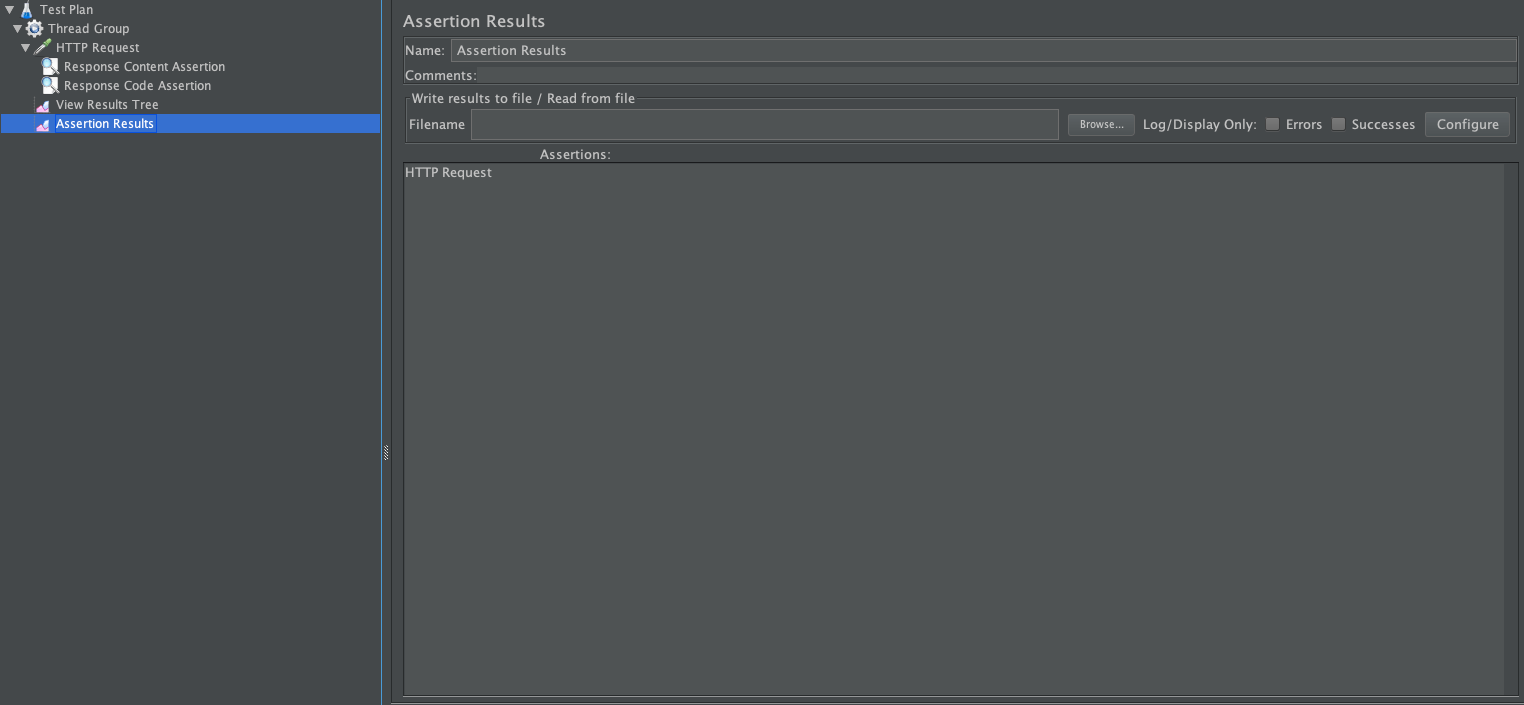 Test Plan
Thread Group
HTTP Request
Response Content Assertion
Response Code Assertion
View Results Tree
Assertion Results
Assertion Results
Name: Assertion Results
Comments:
Write results to file / Read from file
Filename Browse... Log/Display Only: Errors Successes Configure
Assertions:
HTTP Request